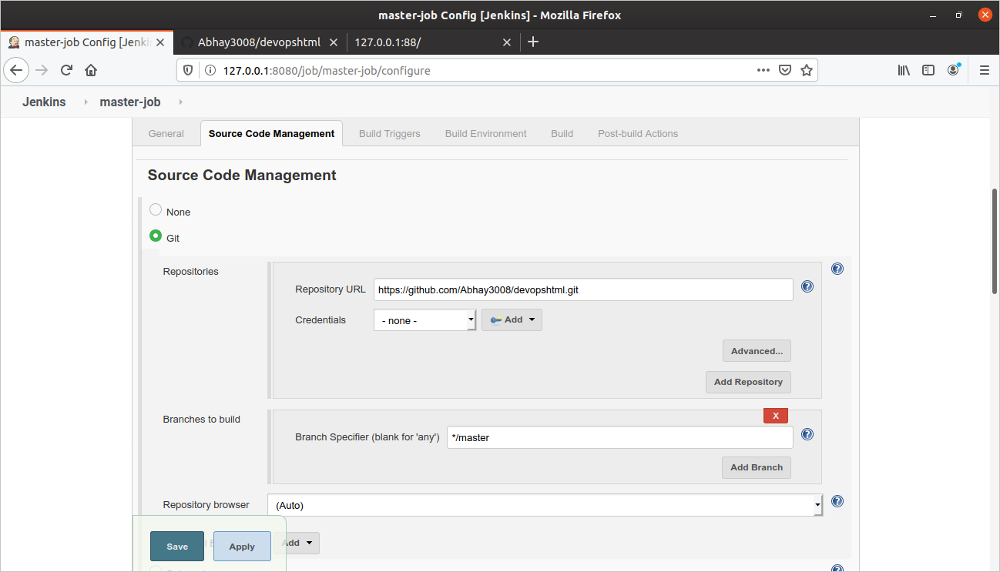 master-job Config [Jenkins] - Mozilla Firefox
master-job Config [Jenki
Abhay3008/devopshtml
127.0.0.1:88/
127.0.0.1:8080/job/master-job/configure
Jenkins
master-job
General
Source Code Management
Build Triggers
Build Environment
Build
Post-build Actions
Source Code Management
None
Git
Repositories
Repository URL
https://github.com/Abhay3008/devopshtml.git
Credentials
- none -
Add
Advanced...
Add Repository
Branches to build
X
Branch Specifier (blank for 'any')
*/master
Add Branch
Repository browser
(Auto)
Save
Apply
Add